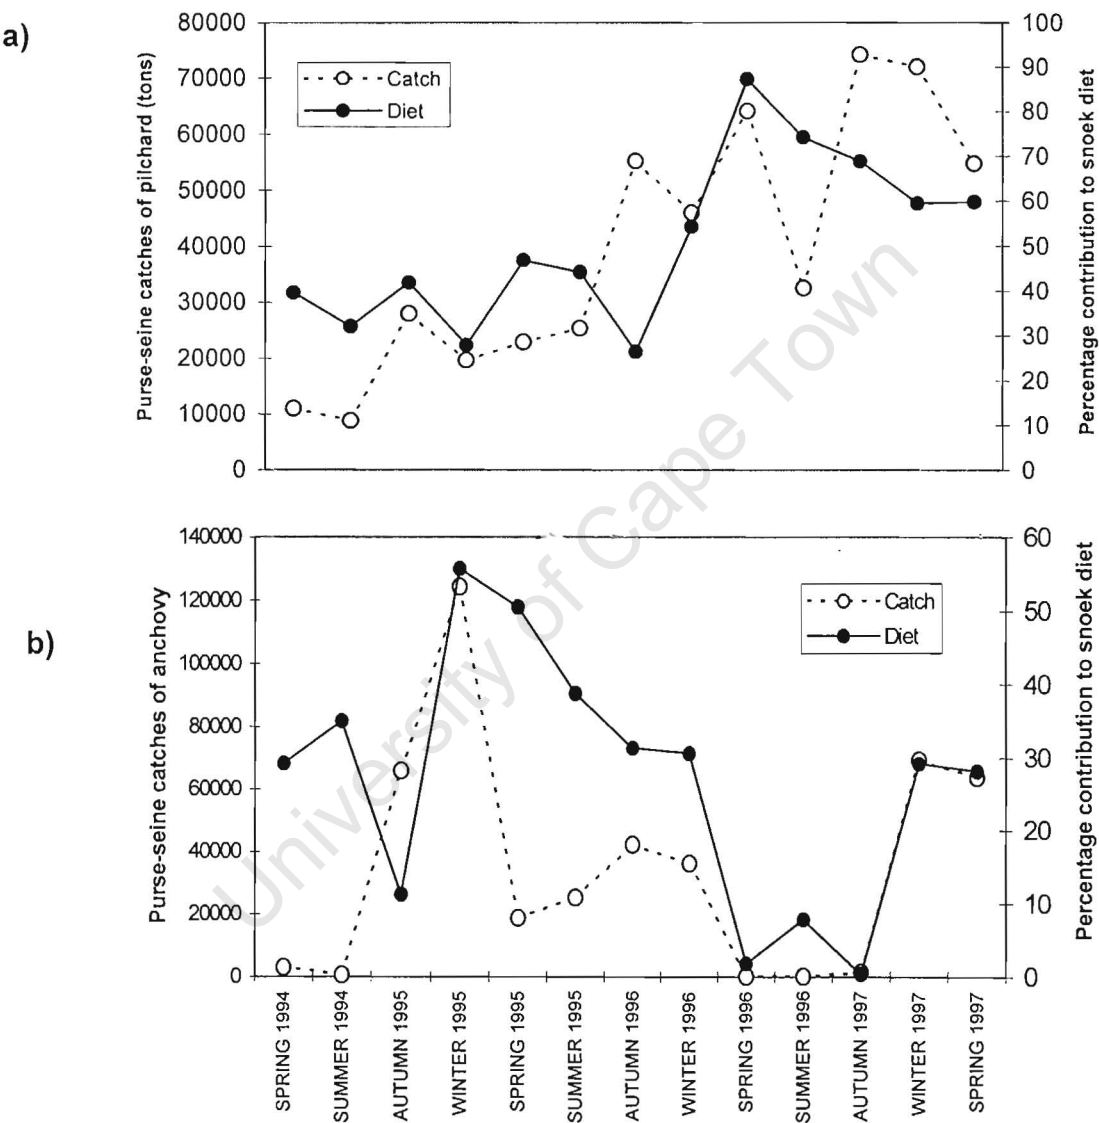 a)
Purse-seine catches of pilchard (tons)
80000
70000
60000
50000
40000
30000
20000
10000
0
Catch
Diet
100
90
80
70
60
50
40
30
20
10
0
Percentage contribution to snoek diet
b)
Purse-seine catches of anchovy
140000
120000
100000
80000
60000
40000
20000
0
Catch
Diet
60
50
40
30
20
10
0
Percentage contribution to snoek diet
SPRING 1994
SUMMER 1994
AUTUMN 1995
WINTER 1995
SPRING 1995
SUMMER 1995
AUTUMN 1996
WINTER 1996
SPRING 1996
SUMMER 1996
AUTUMN 1997
WINTER 1997
SPRING 1997
University of Cape Town